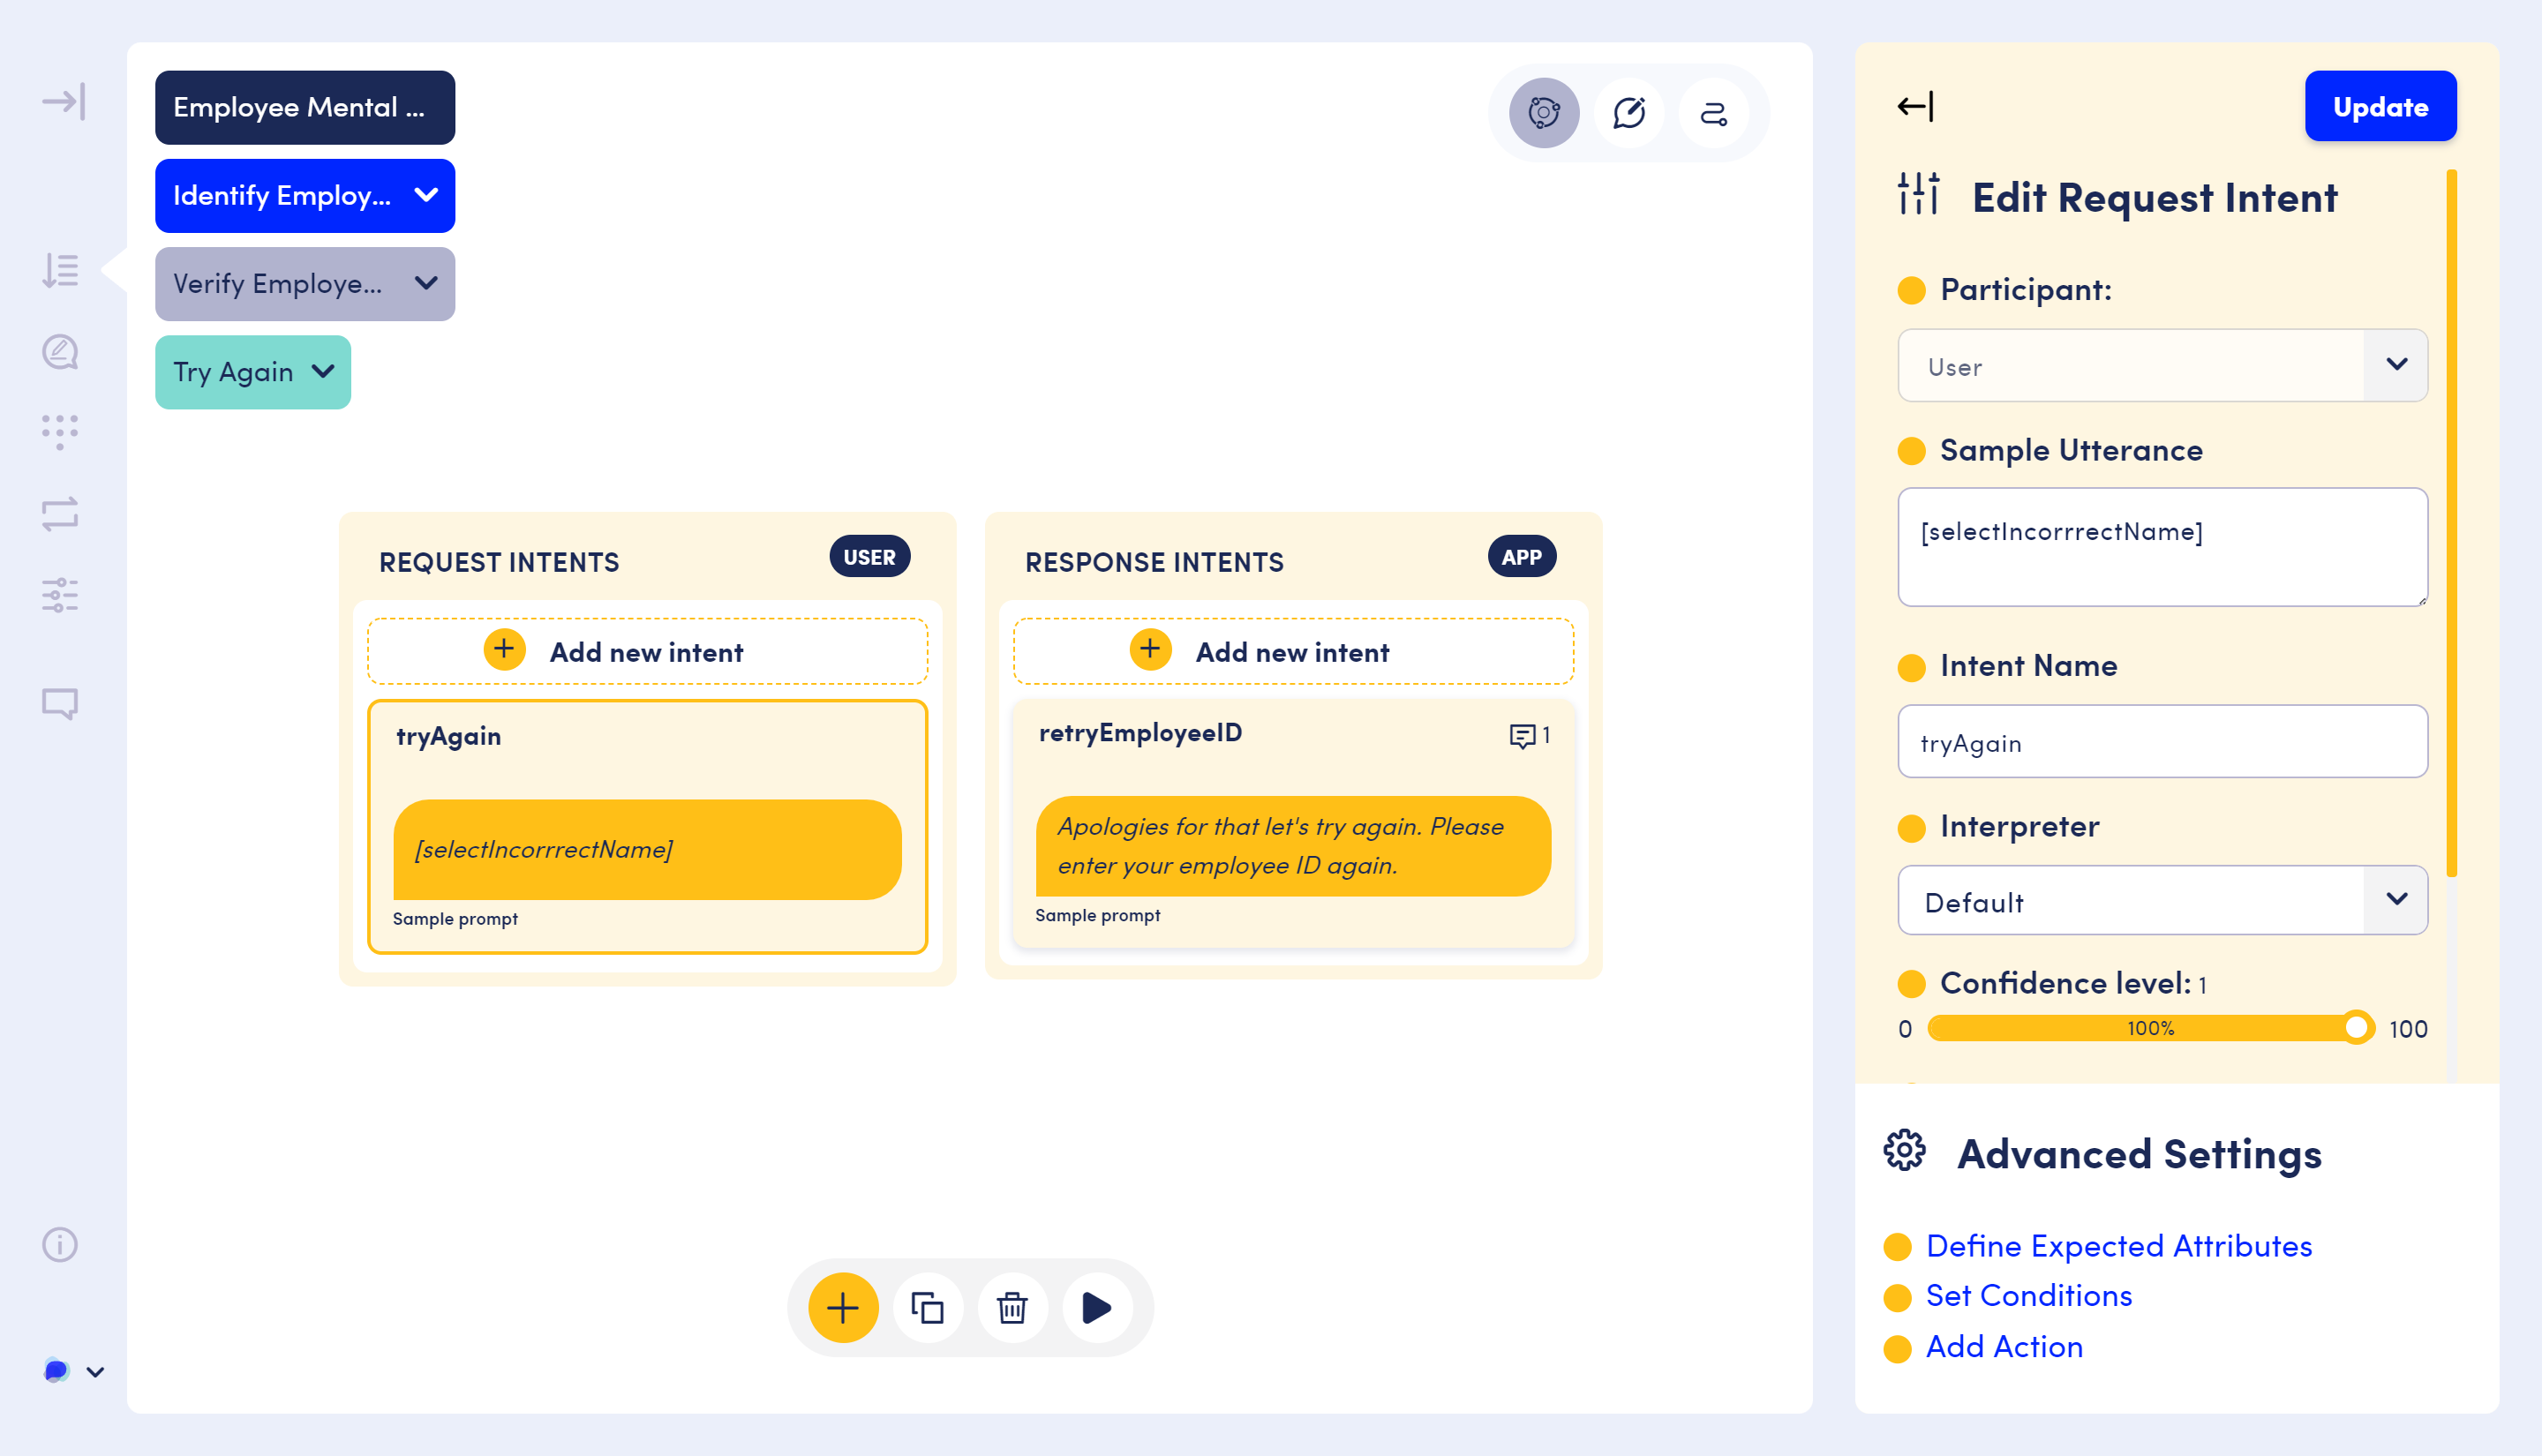 Employee Mental ...
Identify Employ...
Verify Employe...
Try Again
REQUEST INTENTS
USER
Add new intent
tryAgain
[selectIncorrrectName]
Sample prompt
RESPONSE INTENTS
APP
Add new intent
retryEmployeeID
1
Apologies for that let's try again. Please
enter your employee ID again.
Sample prompt
Update
Edit Request Intent
Participant:
User
Sample Utterance
[selectIncorrrectName]
Intent Name
tryAgain
Interpreter
Default
Confidence level: 1
0 100% 100
Advanced Settings
Define Expected Attributes
Set Conditions
Add Action